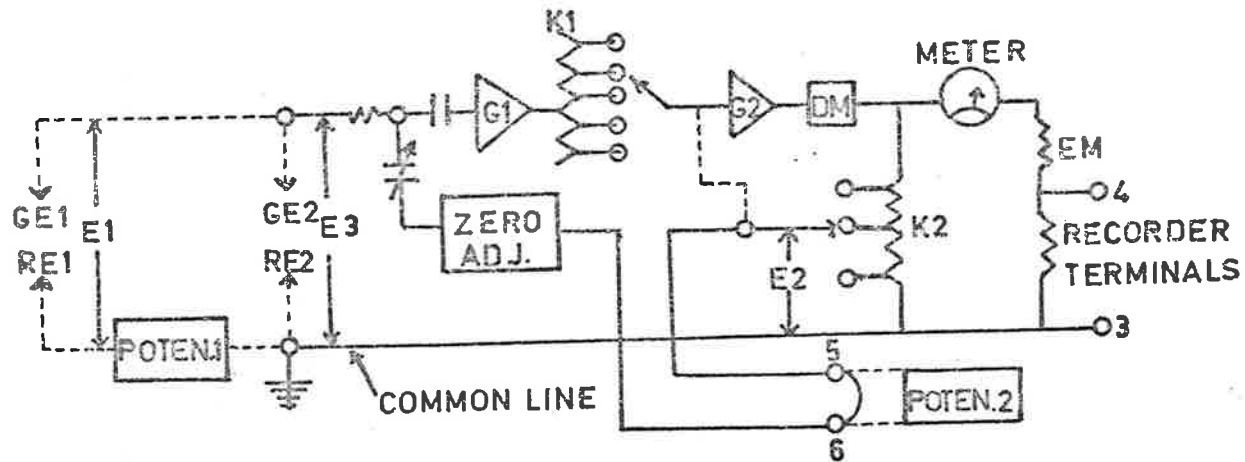 K1
METER
G1
G2
DM
EM
GE1
E1
GE2
E3
RE1
RE2
ZERO
ADJ.
4
K2
RECORDER
TERMINALS
E2
3
POTEN.1
5
COMMON LINE
POTEN.2
6